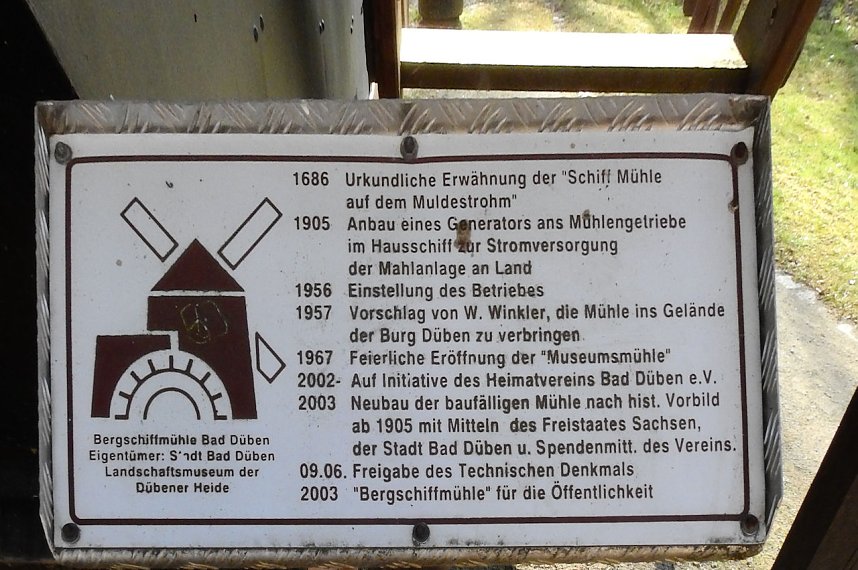 1686 Urkundliche Erwähnung der "Schiff Mühle
auf dem Muldestrohm"
1905 Anbau eines Generators ans Mühlengetriebe
im Hausschiff zur Stromversorgung
der Mahlanlage an Land
1956 Einstellung des Betriebes
1957 Vorschlag von W. Winkler, die Mühle ins Gelände
der Burg Düben zu verbringen
1967 Feierliche Eröffnung der "Museumsmühle"
2002- Auf Initiative des Heimatvereins Bad Düben e.V.
2003 Neubau der baufälligen Mühle nach hist. Vorbild
ab 1905 mit Mitteln des Freistaates Sachsen,
der Stadt Bad Düben u. Spendenmitt. des Vereins.
09.06. Freigabe des Technischen Denkmals
2003 "Bergschiffmühle" für die Öffentlichkeit
Bergschiffmühle Bad Düben
Eigentümer: Stadt Bad Düben
Landschaftsmuseum der
Dübener Heide